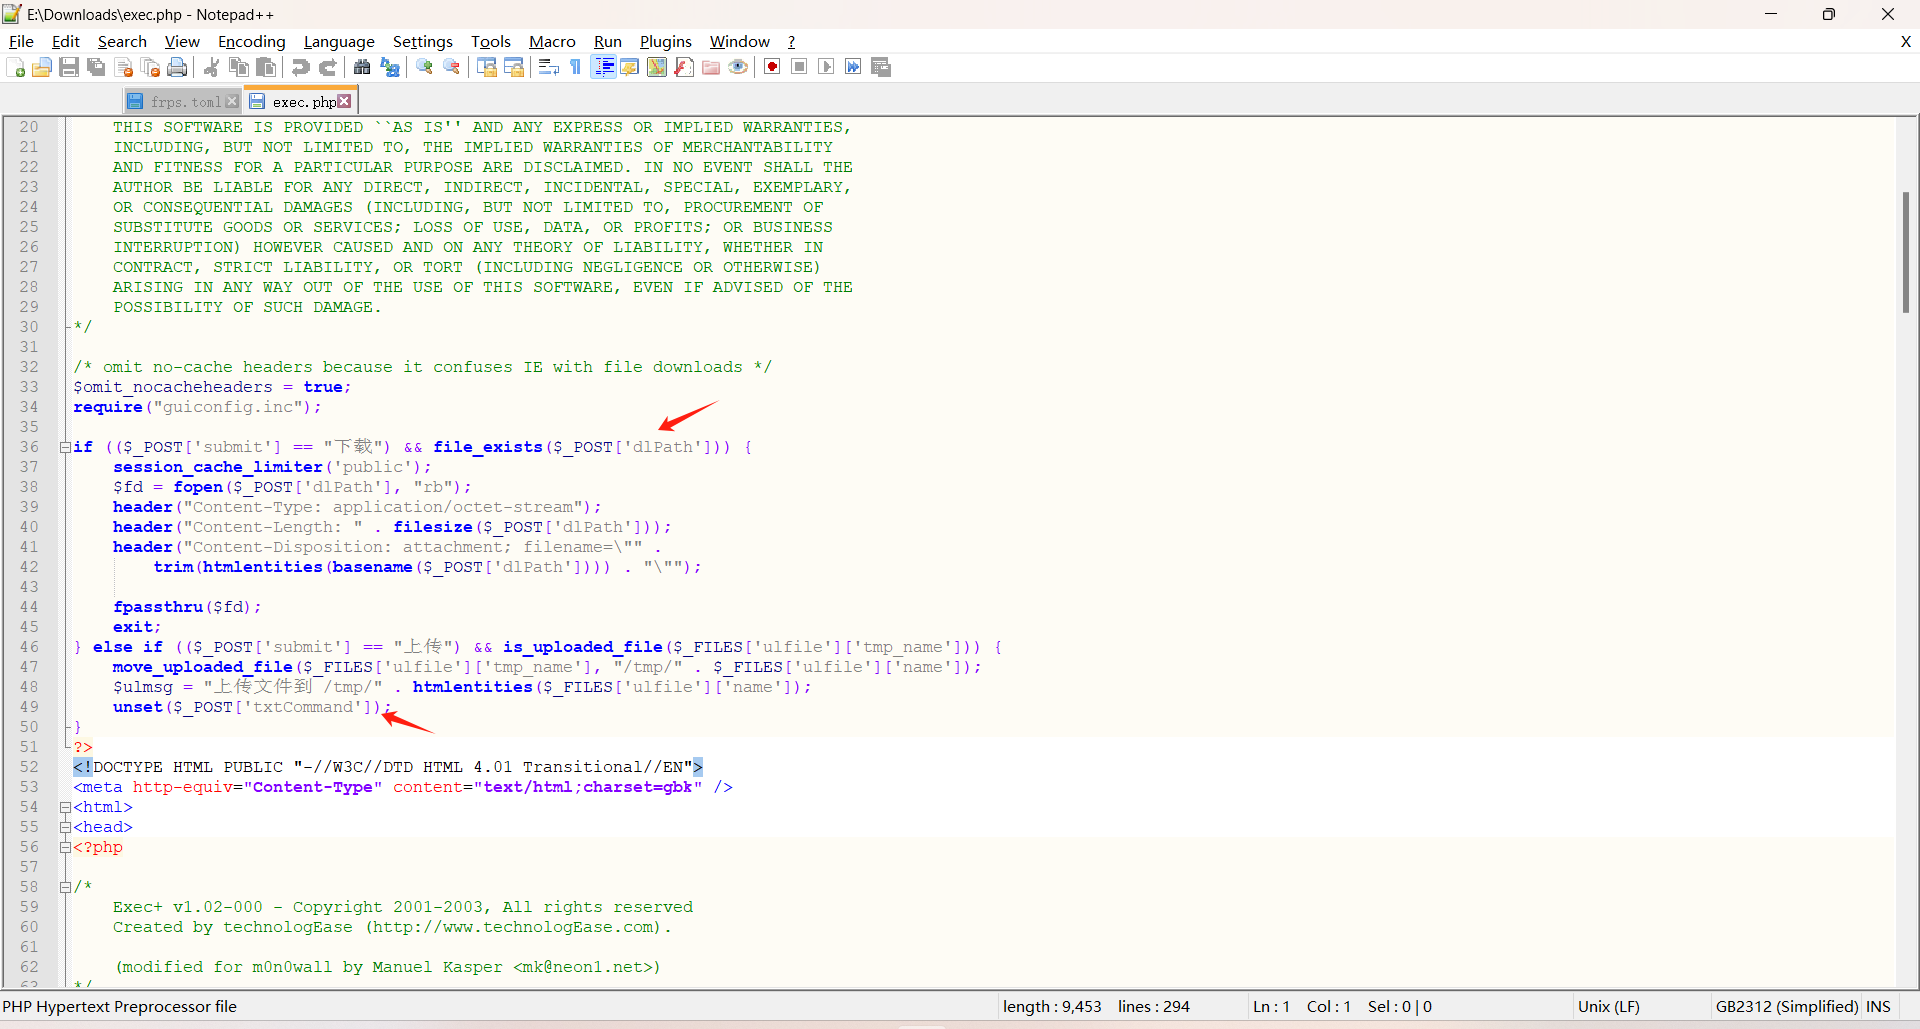 E:\Downloads\exec.php - Notepad++
File Edit Search View Encoding Language Settings Tools Macro Run Plugins Window ? X
frps.toml exec.php
20 THIS SOFTWARE IS PROVIDED ``AS IS'' AND ANY EXPRESS OR IMPLIED WARRANTIES,
21 INCLUDING, BUT NOT LIMITED TO, THE IMPLIED WARRANTIES OF MERCHANTABILITY
22 AND FITNESS FOR A PARTICULAR PURPOSE ARE DISCLAIMED. IN NO EVENT SHALL THE
23 AUTHOR BE LIABLE FOR ANY DIRECT, INDIRECT, INCIDENTAL, SPECIAL, EXEMPLARY,
24 OR CONSEQUENTIAL DAMAGES (INCLUDING, BUT NOT LIMITED TO, PROCUREMENT OF
25 SUBSTITUTE GOODS OR SERVICES; LOSS OF USE, DATA, OR PROFITS; OR BUSINESS
26 INTERRUPTION) HOWEVER CAUSED AND ON ANY THEORY OF LIABILITY, WHETHER IN
27 CONTRACT, STRICT LIABILITY, OR TORT (INCLUDING NEGLIGENCE OR OTHERWISE)
28 ARISING IN ANY WAY OUT OF THE USE OF THIS SOFTWARE, EVEN IF ADVISED OF THE
29 POSSIBILITY OF SUCH DAMAGE.
30 */
31
32 /* omit no-cache headers because it confuses IE with file downloads */
33 $omit_nocacheheaders = true;
34 require("guiconfig.inc");
35
36 if (($_POST['submit'] == "下载") && file_exists($_POST['dlPath'])) {
37 session_cache_limiter('public');
38 $fd = fopen($_POST['dlPath'], "rb");
39 header("Content-Type: application/octet-stream");
40 header("Content-Length: " . filesize($_POST['dlPath']));
41 header("Content-Disposition: attachment; filename=\"" .
42 trim(htmlentities(basename($_POST['dlPath']))) . "\"");
43
44 fpassthru($fd);
45 exit;
46 } else if (($_POST['submit'] == "上传") && is_uploaded_file($_FILES['ulfile']['tmp_name'])) {
47 move_uploaded_file($_FILES['ulfile']['tmp_name'], "/tmp/" . $_FILES['ulfile']['name']);
48 $ulmsg = "上传文件到 /tmp/" . htmlentities($_FILES['ulfile']['name']);
49 unset($_POST['txtCommand']);
50 }
51 ?>
52 <!DOCTYPE HTML PUBLIC "-//W3C//DTD HTML 4.01 Transitional//EN">
53 <meta http-equiv="Content-Type" content="text/html;charset=gbk" />
54 <html>
55 <head>
56 <?php
57
58 /*
59 Exec+ v1.02-000 - Copyright 2001-2003, All rights reserved
60 Created by technologEase (http://www.technologEase.com).
61
62 (modified for m0n0wall by Manuel Kasper <mk@neon1.net>)
63 */
PHP Hypertext Preprocessor file length : 9,453 lines : 294 Ln : 1 Col : 1 Sel : 0 | 0 Unix (LF) GB2312 (Simplified) INS